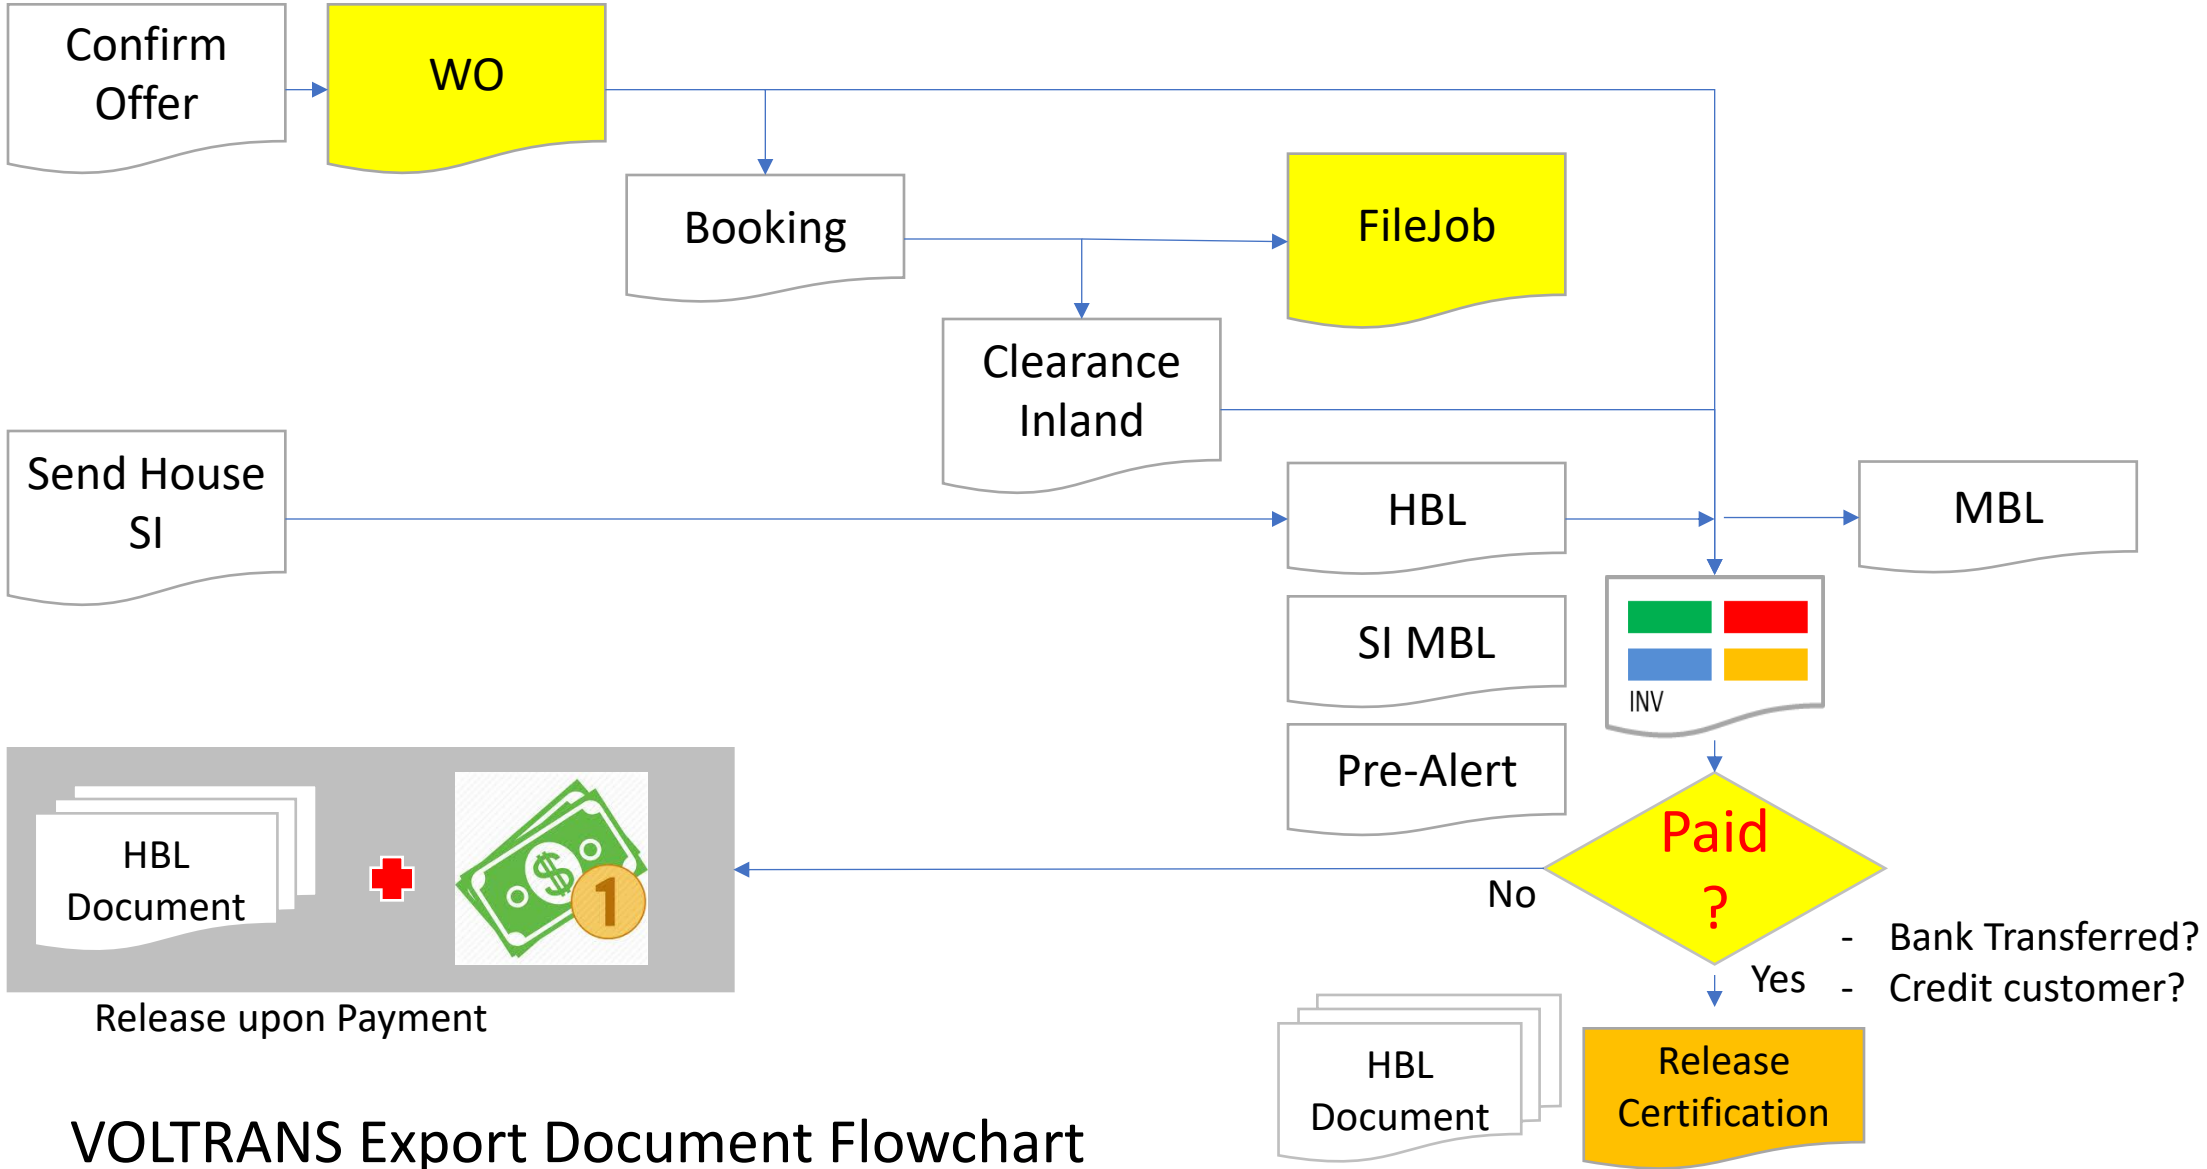 Confirm
Offer
WO
Booking
FileJob
Clearance
Inland
Send House
SI
HBL
MBL
SI MBL
INV
Pre-Alert
HBL
Document
$
1
Paid
?
No
Yes
- Bank Transferred?
- Credit customer?
Release upon Payment
HBL
Document
Release
Certification
VOLTRANS Export Document Flowchart